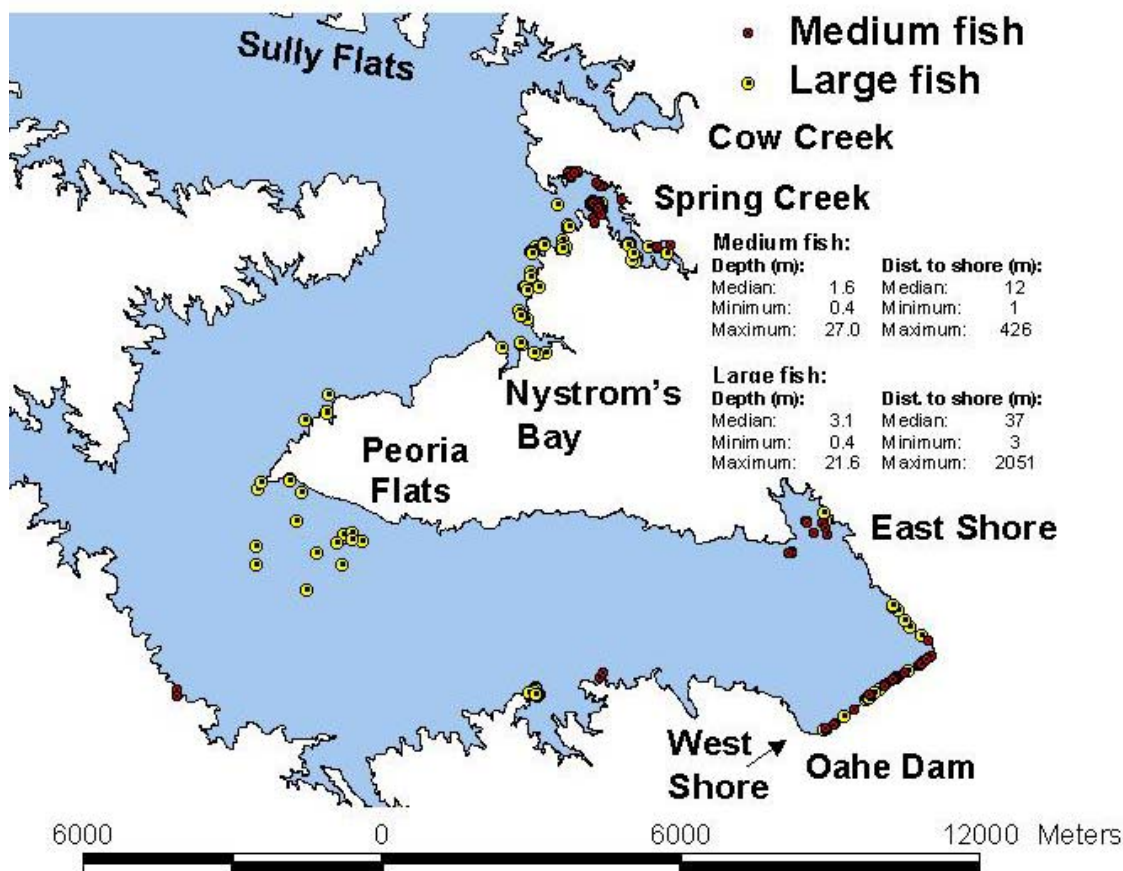 Sully Flats
Medium fish
Large fish
Cow Creek
Spring Creek
Medium fish:
Depth (m): Dist. to shore (m):
Median: 1.6 Median: 12
Minimum: 0.4 Minimum: 1
Maximum: 27.0 Maximum: 426
Large fish:
Depth (m): Dist. to shore (m):
Median: 3.1 Median: 37
Minimum: 0.4 Minimum: 3
Maximum: 21.6 Maximum: 2051
Nystrom's
Bay
Peoria
Flats
East Shore
West
Shore
Oahe Dam
6000 0 6000 12000 Meters